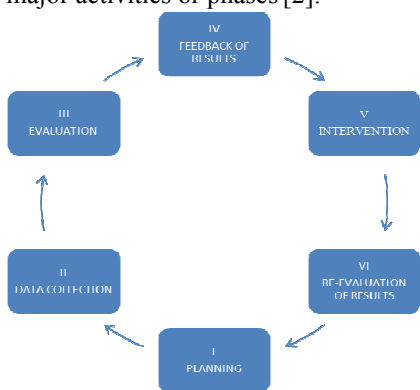 major activities or phases [2].
IV
FEEDBACK OF
RESULTS
III
EVALUATION
V
INTERVENTION
II
DATA COLLECTION
VI
RE-EVALUATION
OF RESULTS
I
PLANNING